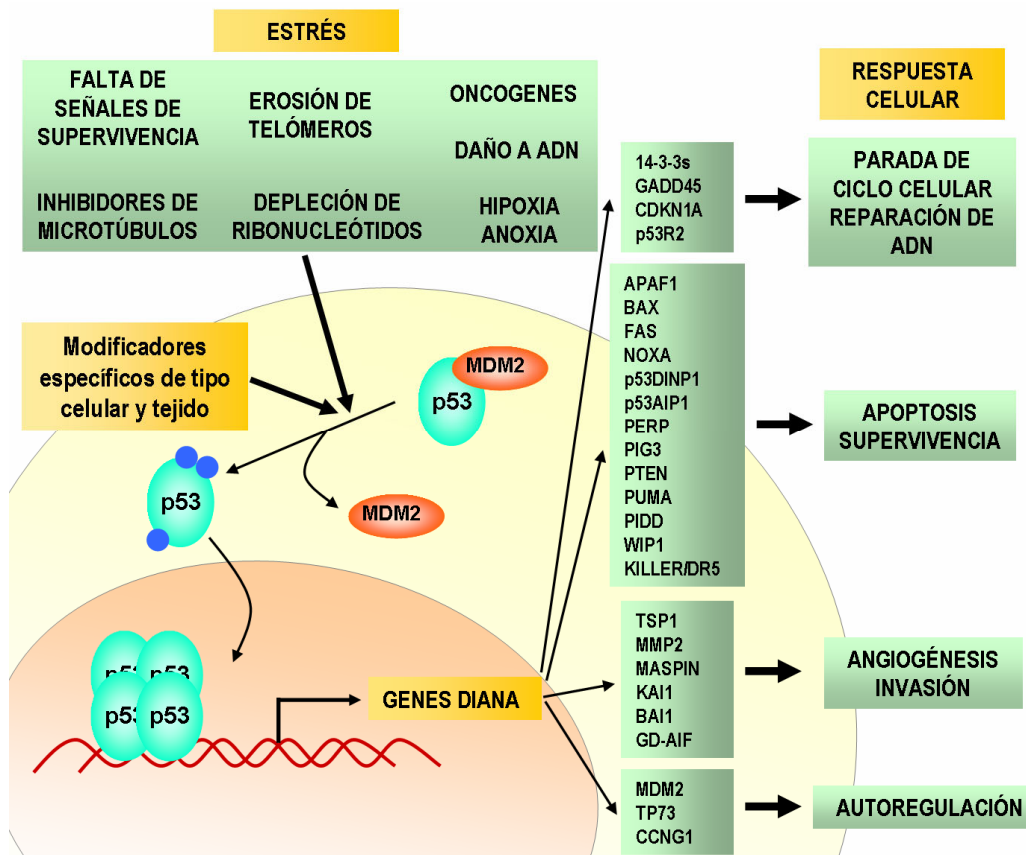 ESTRÉS
FALTA DE
SEÑALES DE
SUPERVIVENCIA
EROSIÓN DE
TELÓMEROS
ONCOGENES
DAÑO A ADN
INHIBIDORES DE
MICROTÚBULOS
DEPLECIÓN DE
RIBONUCLEÓTIDOS
HIPOXIA
ANOXIA
RESPUESTA
CELULAR
14-3-3s
GADD45
CDKN1A
p53R2
PARADA DE
CICLO CELULAR
REPARACIÓN DE
ADN
Modificadores
específicos de tipo
celular y tejido
MDM2
p53
p53
MDM2
APAF1
BAX
FAS
NOXA
p53DINP1
p53AIP1
PERP
PIG3
PTEN
PUMA
PIDD
WIP1
KILLER/DR5
APOPTOSIS
SUPERVIVENCIA
p53
p53
p53
p53
GENES DIANA
TSP1
MMP2
MASPIN
KAI1
BAI1
GD-AIF
ANGIOGÉNESIS
INVASIÓN
MDM2
TP73
CCNG1
AUTOREGULACIÓN